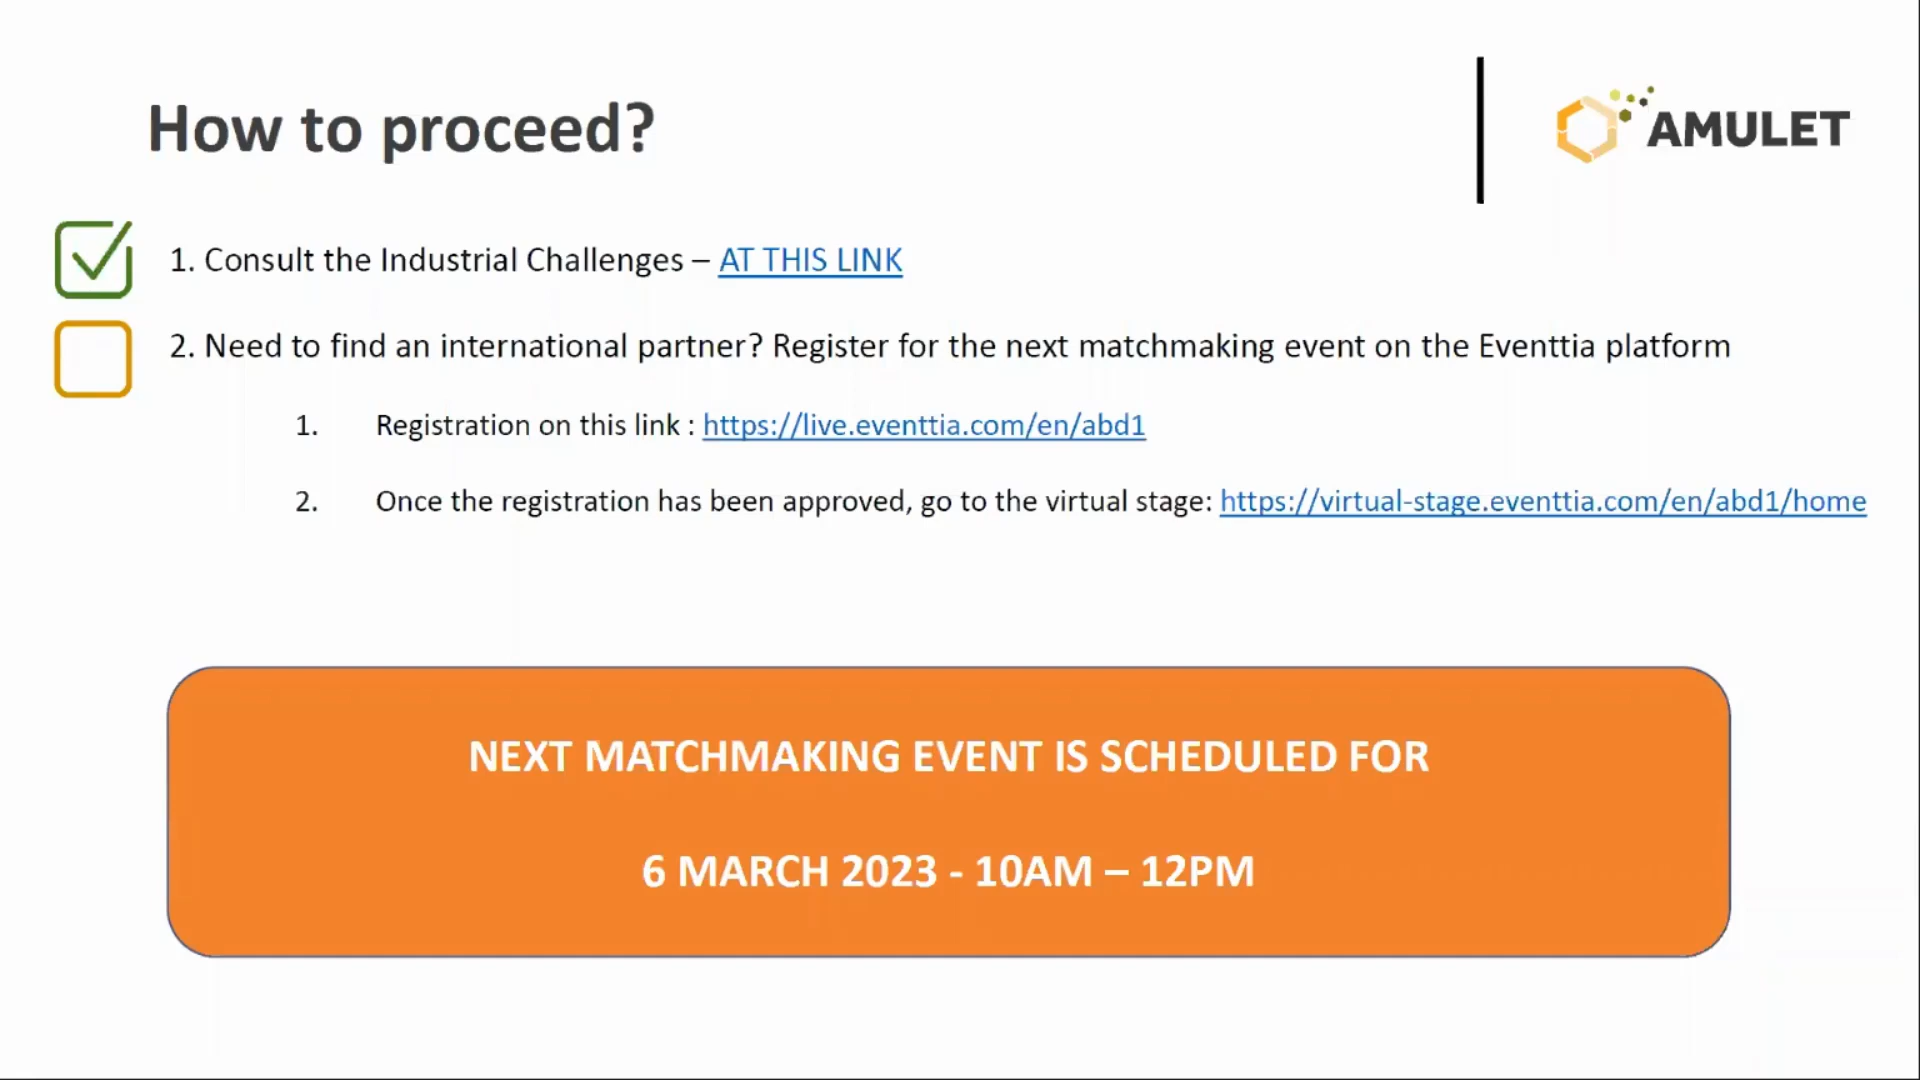 How to proceed?
AMULET
1. Consult the Industrial Challenges – AT THIS LINK
2. Need to find an international partner? Register for the next matchmaking event on the Eventtia platform
1. Registration on this link : https://live.eventtia.com/en/abd1
2. Once the registration has been approved, go to the virtual stage: https://virtual-stage.eventtia.com/en/abd1/home
NEXT MATCHMAKING EVENT IS SCHEDULED FOR
6 MARCH 2023 - 10AM – 12PM